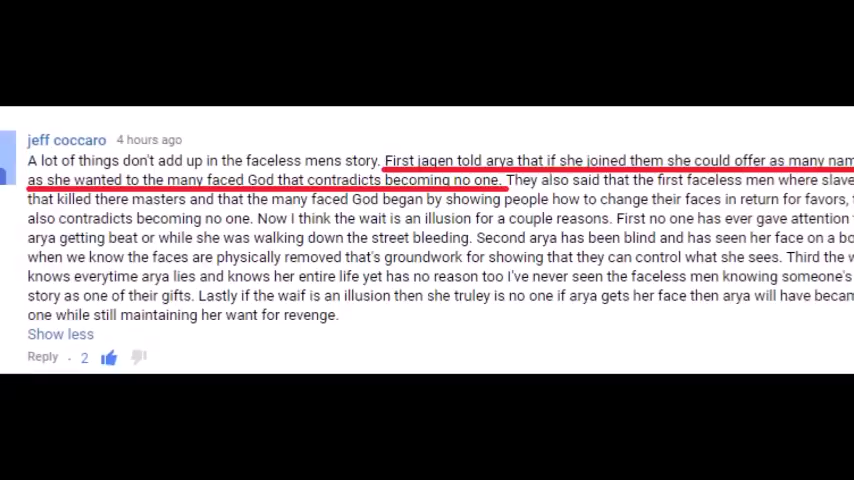 jeff coccaro 4 hours ago
A lot of things don't add up in the faceless mens story. First jagen told arya that if she joined them she could offer as many nam
as she wanted to the many faced God that contradicts becoming no one. They also said that the first faceless men where slave
that killed there masters and that the many faced God began by showing people how to change their faces in return for favors,
also contradicts becoming no one. Now I think the wait is an illusion for a couple reasons. First no one has ever gave attention
arya getting beat or while she was walking down the street bleeding. Second arya has been blind and has seen her face on a bo
when we know the faces are physically removed that's groundwork for showing that they can control what she sees. Third the w
knows everytime arya lies and knows her entire life yet has no reason too I've never seen the faceless men knowing someone's
story as one of their gifts. Lastly if the waif is an illusion then she truley is no one if arya gets her face then arya will have becam
one while still maintaining her want for revenge.
Show less
Reply · 2